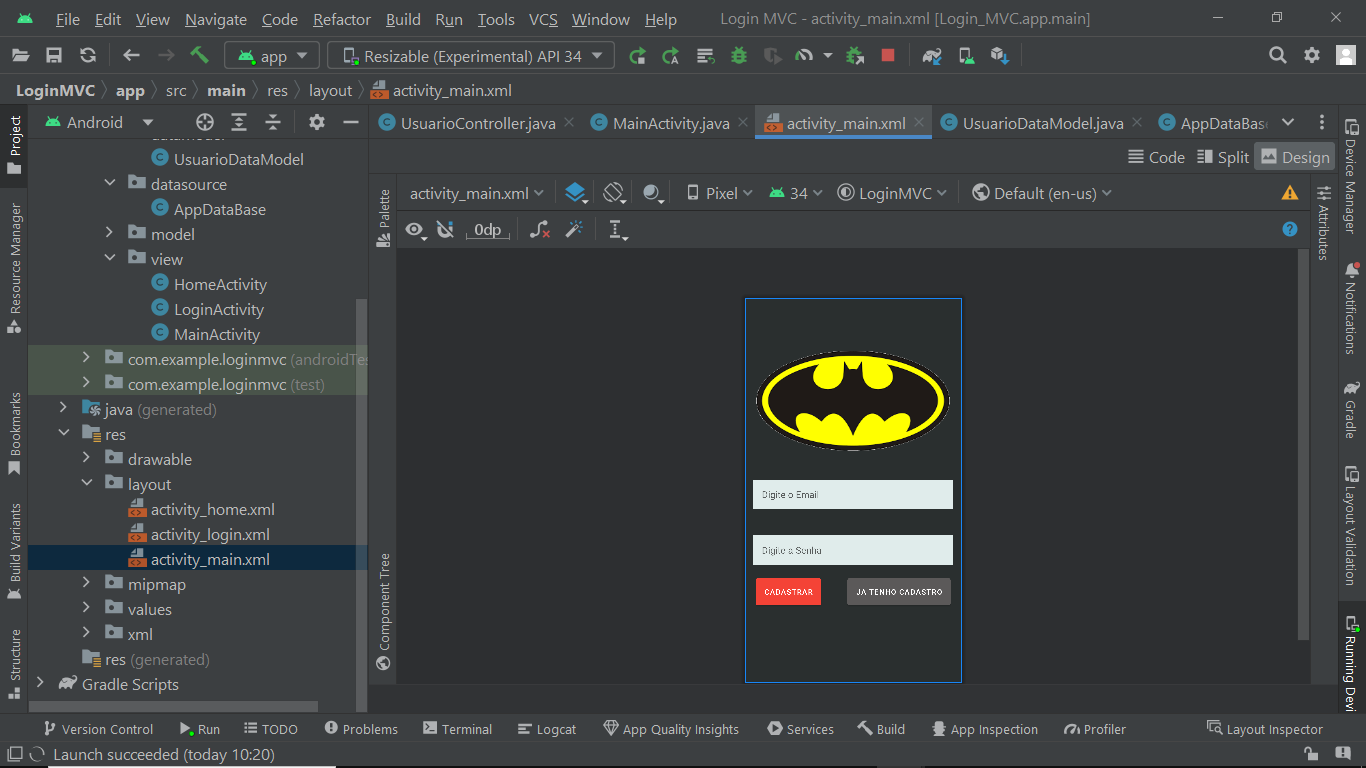 File Edit View Navigate Code Refactor Build Run Tools VCS Window Help Login MVC - activity_main.xml [Login_MVC.app.main]
app Resizable (Experimental) API 34
LoginMVC app src main res layout activity_main.xml
Android
UsuarioController.java MainActivity.java activity_main.xml UsuarioDataModel.java AppDataBas
Code Split Design
activity_main.xml Pixel 34 LoginMVC Default (en-us)
0dp
UsuarioDataModel
datasource
AppDataBase
model
view
HomeActivity
LoginActivity
MainActivity
com.example.loginmvc (androidTes
com.example.loginmvc (test)
java (generated)
res
drawable
layout
activity_home.xml
activity_login.xml
activity_main.xml
mipmap
values
xml
res (generated)
Gradle Scripts
Project
Resource Manager
Bookmarks
Build Variants
Structure
Palette
Component Tree
Digite o Email
Digite a Senha
CADASTRAR JA TENHO CADASTRO
Attributes
Device Manager
Notifications
Gradle
Layout Validation
Running Devi
Version Control Run TODO Problems Terminal Logcat App Quality Insights Services Build App Inspection Profiler Layout Inspector
Launch succeeded (today 10:20)